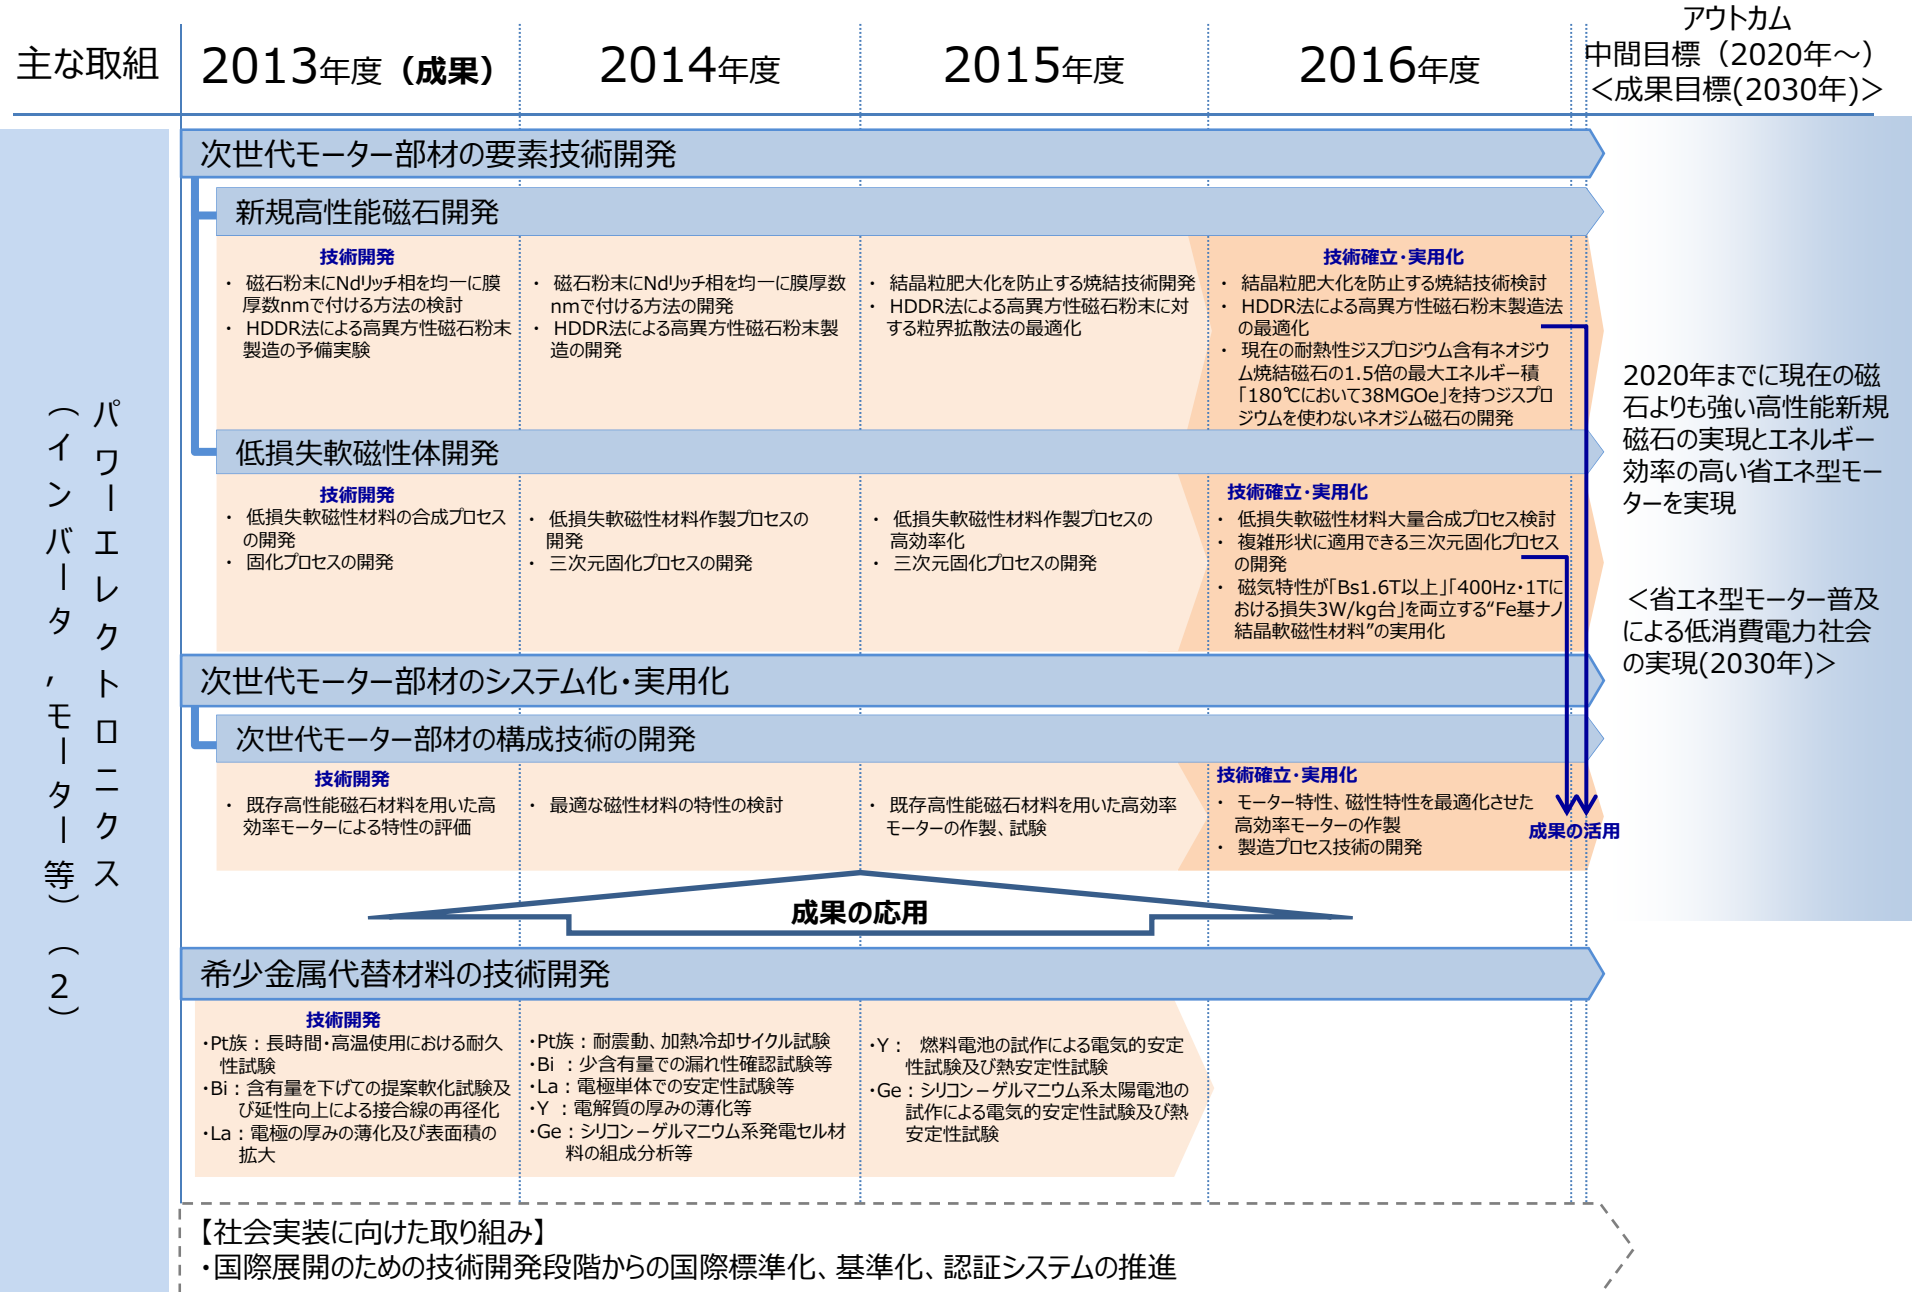 主な取組
2013年度（成果）
2014年度
2015年度
2016年度
アウトカム
中間目標（2020年～）
＜成果目標(2030年)＞
パワーエレクトロニクス
（インバータ，モーター等）（２）
次世代モーター部材の要素技術開発
新規高性能磁石開発
技術開発
・ 磁石粉末にNdリッチ相を均一に膜
厚数nmで付ける方法の検討
・ HDDR法による高異方性磁石粉末
製造の予備実験
・ 磁石粉末にNdリッチ相を均一に膜厚数
nmで付ける方法の開発
・ HDDR法による高異方性磁石粉末製
造の開発
・ 結晶粒肥大化を防止する焼結技術開発
・ HDDR法による高異方性磁石粉末に対
する粒界拡散法の最適化
技術確立・実用化
・ 結晶粒肥大化を防止する焼結技術検討
・ HDDR法による高異方性磁石粉末製造法
の最適化
・ 現在の耐熱性ジスプロジウム含有ネオジウ
ム焼結磁石の1.5倍の最大エネルギー積
「180℃において38MGOe」を持つジスプロ
ジウムを使わないネオジム磁石の開発
低損失軟磁性体開発
技術開発
・ 低損失軟磁性材料の合成プロセス
の開発
・ 固化プロセスの開発
・ 低損失軟磁性材料作製プロセスの
開発
・ 三次元固化プロセスの開発
・ 低損失軟磁性材料作製プロセスの
高効率化
・ 三次元固化プロセスの開発
技術確立・実用化
・ 低損失軟磁性材料大量合成プロセス検討
・ 複雑形状に適用できる三次元固化プロセス
の開発
・ 磁気特性が「Bs1.6T以上」「400Hz・1Tに
おける損失3W/kg台」を両立する“Fe基ナノ
結晶軟磁性材料”の実用化
次世代モーター部材のシステム化・実用化
次世代モーター部材の構成技術の開発
技術開発
・ 既存高性能磁石材料を用いた高
効率モーターによる特性の評価
・ 最適な磁性材料の特性の検討
・ 既存高性能磁石材料を用いた高効率
モーターの作製、試験
技術確立・実用化
・ モーター特性、磁性特性を最適化させた
高効率モーターの作製
・ 製造プロセス技術の開発
成果の活用
成果の応用
希少金属代替材料の技術開発
技術開発
・Pt族：長時間・高温使用における耐久
性試験
・Bi：含有量を下げての提案軟化試験及
び延性向上による接合線の再径化
・La：電極の厚みの薄化及び表面積の
拡大
・Pt族：耐震動、加熱冷却サイクル試験
・Bi ：少含有量での漏れ性確認試験等
・La：電極単体での安定性試験等
・Y ：電解質の厚みの薄化等
・Ge：シリコン－ゲルマニウム系発電セル材
料の組成分析等
・Y： 燃料電池の試作による電気的安定
性試験及び熱安定性試験
・Ge：シリコン－ゲルマニウム系太陽電池の
試作による電気的安定性試験及び熱
安定性試験
2020年までに現在の磁
石よりも強い高性能新規
磁石の実現とエネルギー
効率の高い省エネ型モー
ターを実現
＜省エネ型モーター普及
による低消費電力社会
の実現(2030年)＞
【社会実装に向けた取り組み】
・国際展開のための技術開発段階からの国際標準化、基準化、認証システムの推進